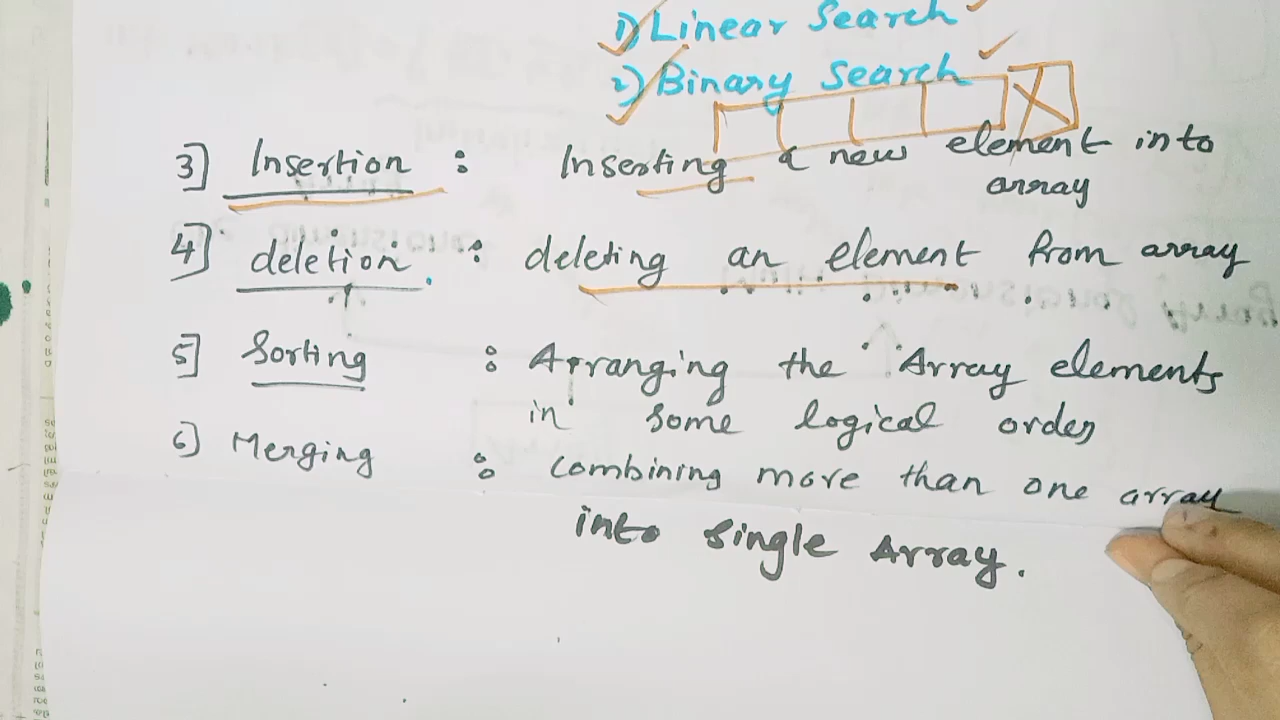 1) Linear Search
2) Binary Search
3] Insertion : Inserting a new element into
array
4] deletion : deleting an element from array
5] Sorting : Arranging the Array elements
in some logical order
6) Merging : Combining more than one array
into single Array.